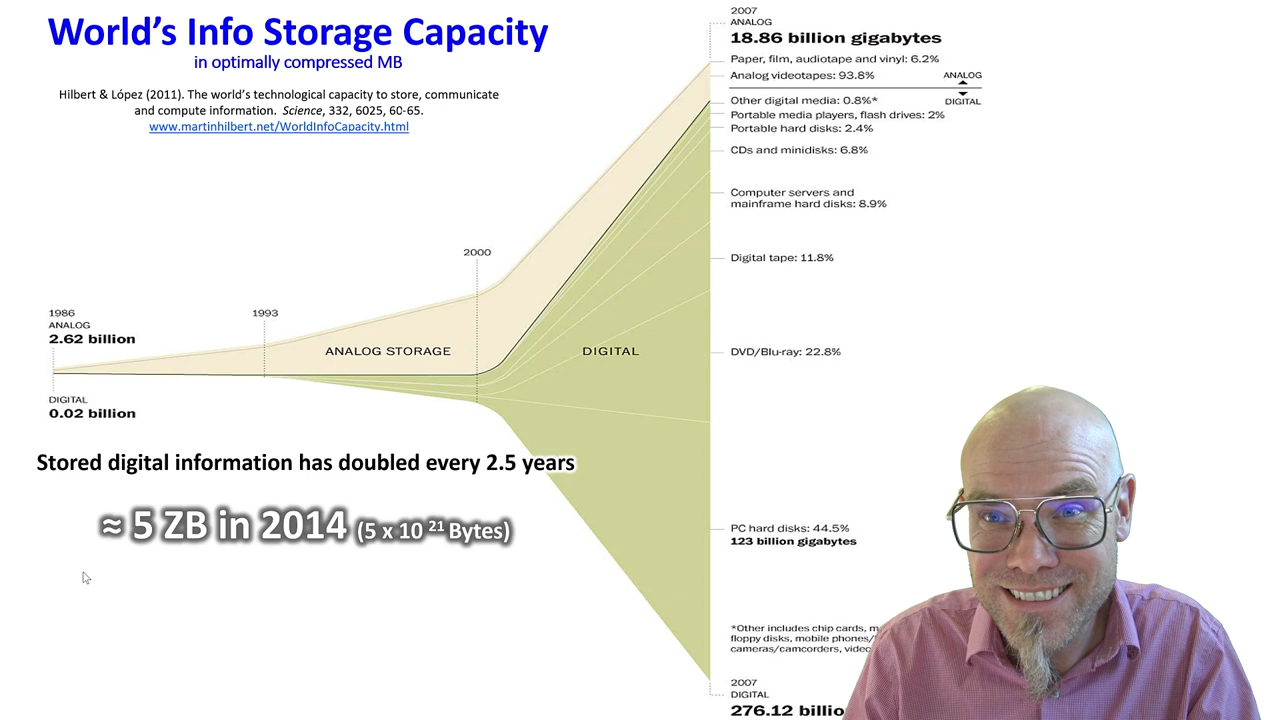 World's Info Storage Capacity
in optimally compressed MB
Hilbert & López (2011). The world's technological capacity to store, communicate
and compute information. Science, 332, 6025, 60-65.
www.martinhilbert.net/WorldInfoCapacity.html
2007
ANALOG
18.86 billion gigabytes
Paper, film, audiotape and vinyl: 6.2%
Analog videotapes: 93.8%
ANALOG
DIGITAL
Other digital media: 0.8%*
Portable media players, flash drives: 2%
Portable hard disks: 2.4%
CDs and minidisks: 6.8%
Computer servers and
mainframe hard disks: 8.9%
Digital tape: 11.8%
DVD/Blu-ray: 22.8%
PC hard disks: 44.5%
123 billion gigabytes
*Other includes chip cards, m
floppy disks, mobile phones/
cameras/camcorders, video
2007
DIGITAL
276.12 billio
2000
1993
1986
ANALOG
2.62 billion
DIGITAL
0.02 billion
ANALOG STORAGE
DIGITAL
Stored digital information has doubled every 2.5 years
≈ 5 ZB in 2014 (5 x 10 21 Bytes)